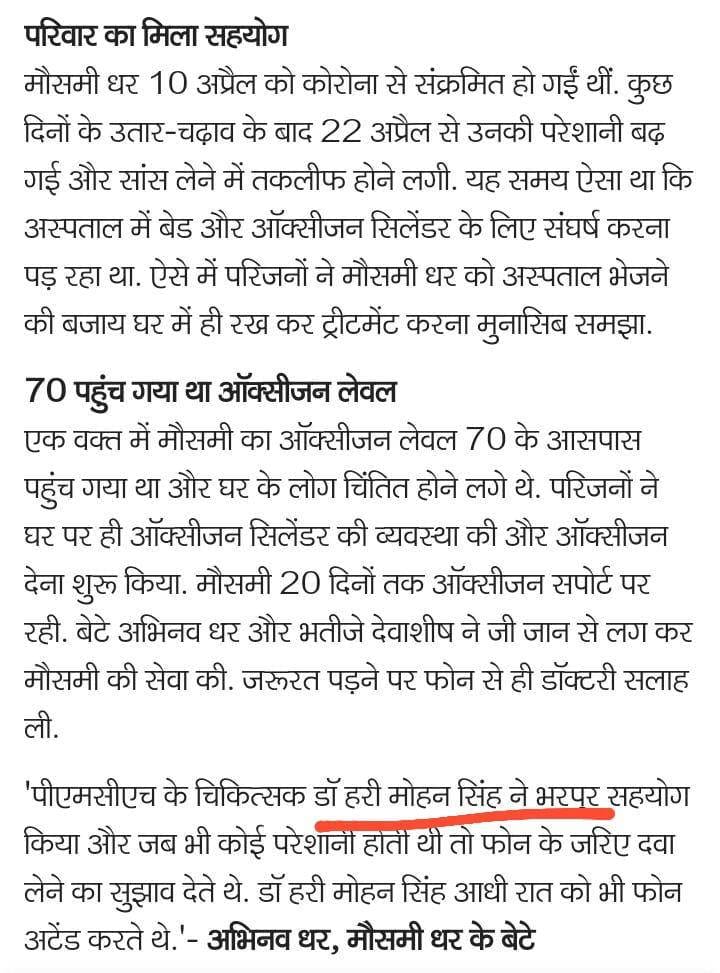 परिवार का मिला सहयोग
मौसमी धर 10 अप्रैल को कोरोना से संक्रमित हो गईं थीं. कुछ
दिनों के उतार-चढ़ाव के बाद 22 अप्रैल से उनकी परेशानी बढ़
गई और सांस लेने में तकलीफ होने लगी. यह समय ऐसा था कि
अस्पताल में बेड और ऑक्सीजन सिलेंडर के लिए संघर्ष करना
पड़ रहा था. ऐसे में परिजनों ने मौसमी धर को अस्पताल भेजने
की बजाय घर में ही रख कर ट्रीटमेंट करना मुनासिब समझा.
70 पहुंच गया था ऑक्सीजन लेवल
एक वक्त में मौसमी का ऑक्सीजन लेवल 70 के आसपास
पहुंच गया था और घर के लोग चिंतित होने लगे थे. परिजनों ने
घर पर ही ऑक्सीजन सिलेंडर की व्यवस्था की और ऑक्सीजन
देना शुरू किया. मौसमी 20 दिनों तक ऑक्सीजन सपोर्ट पर
रही. बेटे अभिनव धर और भतीजे देवाशीष ने जी जान से लग कर
मौसमी की सेवा की. जरूरत पड़ने पर फोन से ही डॉक्टरी सलाह
ली.
'पीएमसीएच के चिकित्सक डॉ हरी मोहन सिंह ने भरपूर सहयोग
किया और जब भी कोई परेशानी होती थी तो फोन के जरिए दवा
लेने का सुझाव देते थे. डॉ हरी मोहन सिंह आधी रात को भी फोन
अटेंड करते थे.'- अभिनव धर, मौसमी धर के बेटे